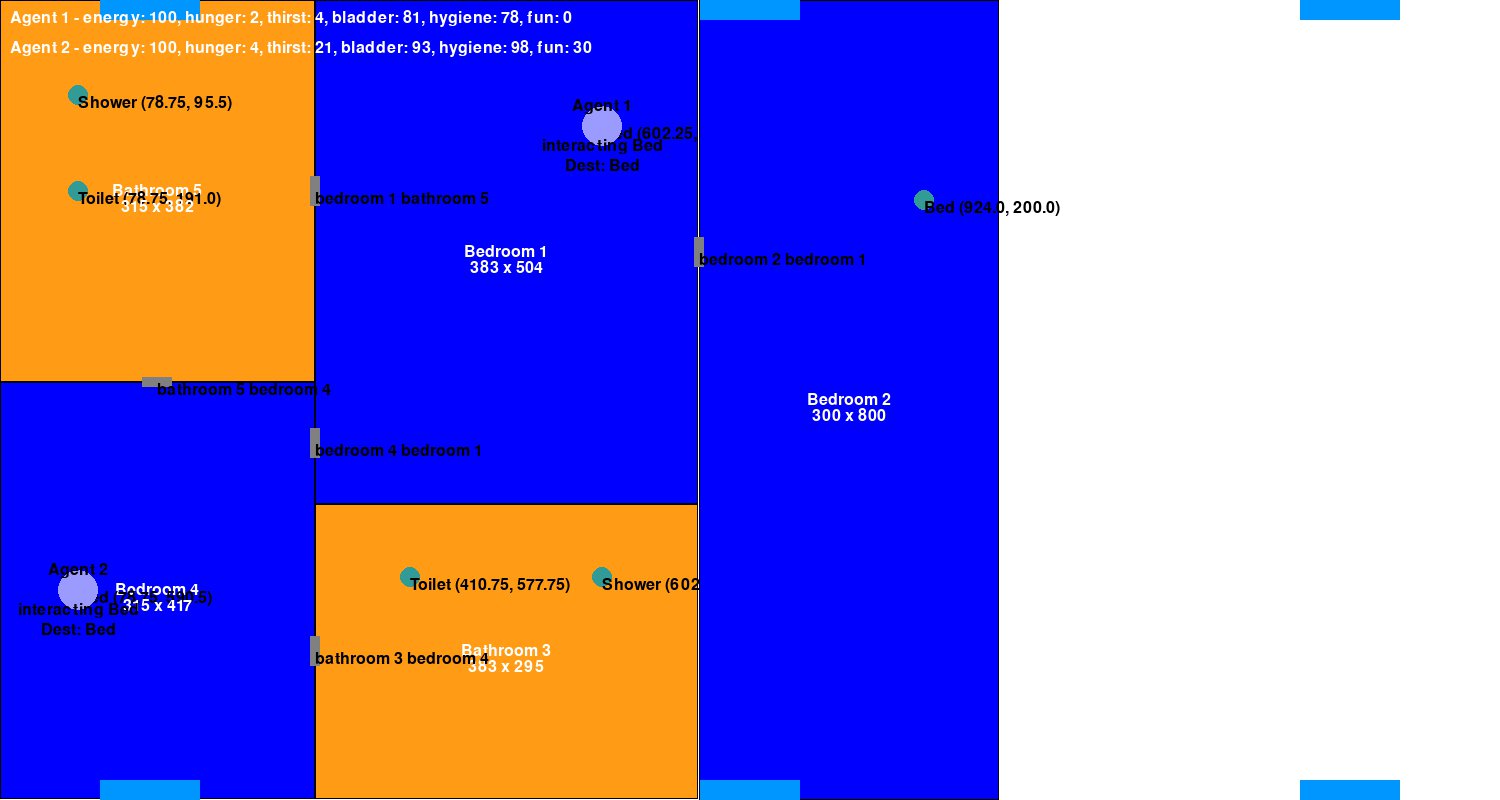 Agent 1 - energy: 100, hunger: 2, thirst: 4, bladder: 81, hygiene: 78, fun: 0
Agent 2 - energy: 100, hunger: 4, thirst: 21, bladder: 93, hygiene: 98, fun: 30
Shower (78.75, 95.5)
Agent 1
(602.25,
interacting Bed
Dest: Bed
Bathroom 5
Toilet (78.75, 191.0)
315 x 382
bedroom 1 bathroom 5
Bed (924.0, 200.0)
Bedroom 1
383 x 504
bedroom 2 bedroom 1
bathroom 5 bedroom 4
Bedroom 2
300 x 800
bedroom 4 bedroom 1
Agent 2
Bedroom 4
315 x 417
interacting Bed
Dest: Bed
Toilet (410.75, 577.75)
Shower (602
bathroom 3 bedroom 4
Bathroom 3
383 x 295